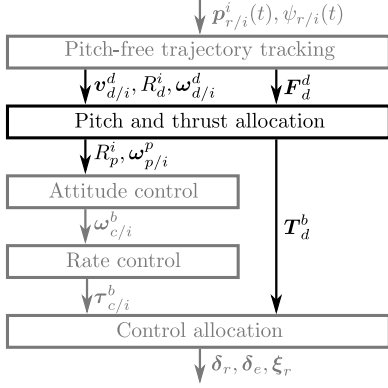 p^i_{r/i}(t), ψ_{r/i}(t)
Pitch-free trajectory tracking
v^d_{d/i}, R^i_d, ω^d_{d/i} F^d_d
Pitch and thrust allocation
R^i_p, ω^p_{p/i}
Attitude control
ω^b_{c/i} T^b_d
Rate control
τ^b_{c/i}
Control allocation
δ_r, δ_e, ξ_r